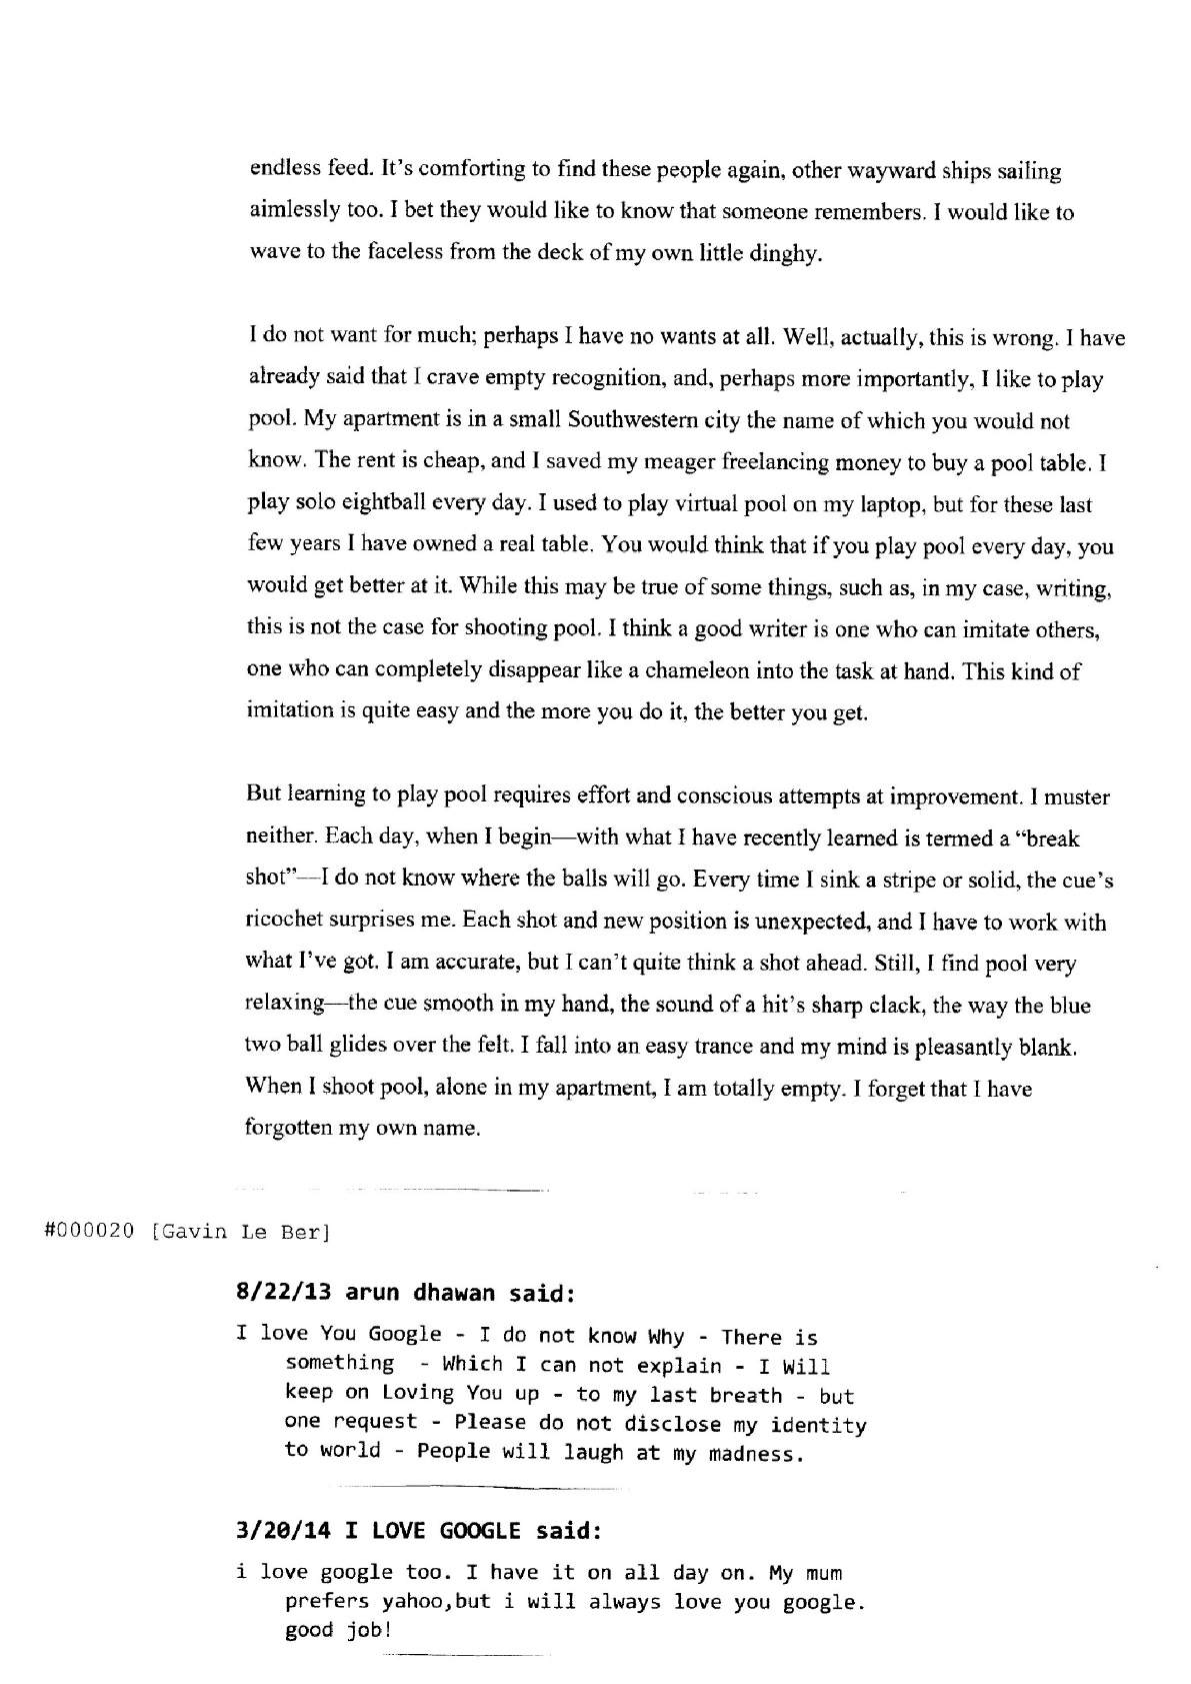 endless feed. It's comforting to find these people again, other wayward ships sailing
aimlessly too. I bet they would like to know that someone remembers. I would like to
wave to the faceless from the deck of my own little dinghy.
I do not want for much; perhaps I have no wants at all. Well, actually, this is wrong. I have
already said that I crave empty recognition, and, perhaps more importantly, I like to play
pool. My apartment is in a small Southwestern city the name of which you would not
know. The rent is cheap, and I saved my meager freelancing money to buy a pool table. I
play solo eightball every day. I used to play virtual pool on my laptop, but for these last
few years I have owned a real table. You would think that if you play pool every day, you
would get better at it. While this may be true of some things, such as, in my case, writing,
this is not the case for shooting pool. I think a good writer is one who can imitate others,
one who can completely disappear like a chameleon into the task at hand. This kind of
imitation is quite easy and the more you do it, the better you get.
But learning to play pool requires effort and conscious attempts at improvement. I muster
neither. Each day, when I begin—with what I have recently learned is termed a “break
shot”—I do not know where the balls will go. Every time I sink a stripe or solid, the cue's
ricochet surprises me. Each shot and new position is unexpected, and I have to work with
what I've got. I am accurate, but I can't quite think a shot ahead. Still, I find pool very
relaxing—the cue smooth in my hand, the sound of a hit's sharp clack, the way the blue
two ball glides over the felt. I fall into an easy trance and my mind is pleasantly blank.
When I shoot pool, alone in my apartment, I am totally empty. I forget that I have
forgotten my own name.
#000020 [Gavin Le Ber]
8/22/13 arun dhawan said:
I love You Google - I do not know Why - There is
something - Which I can not explain - I Will
keep on Loving You up - to my last breath - but
one request - Please do not disclose my identity
to world - People will laugh at my madness.
3/20/14 I LOVE GOOGLE said:
i love google too. I have it on all day on. My mum
prefers yahoo,but i will always love you google.
good job!